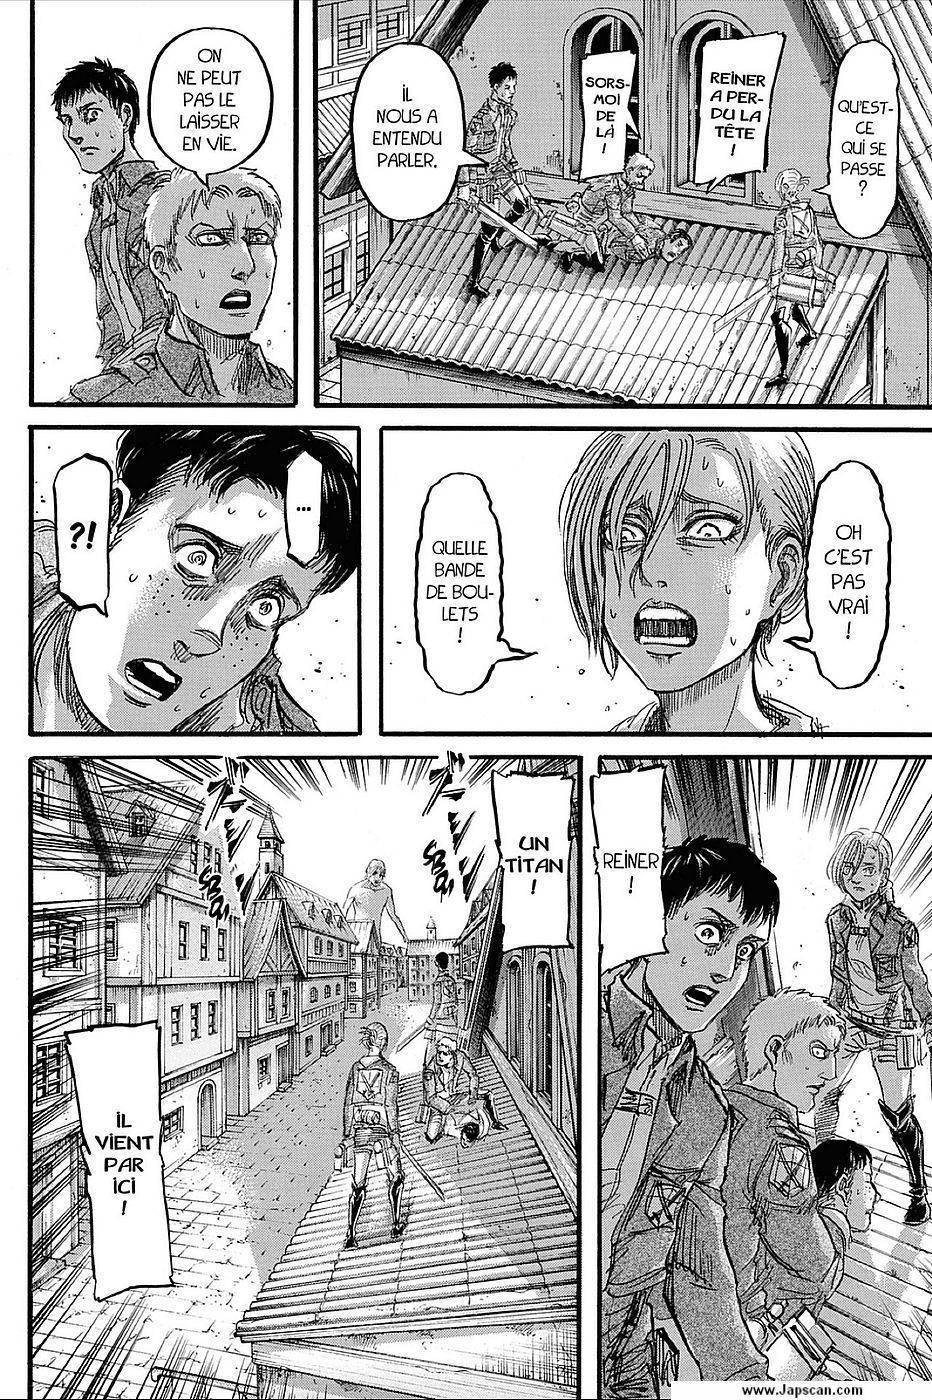 QU'EST-
CE
QUI SE
PASSE
?
REINER
A PER-
DU LA
TÊTE
!
SORS-
MOI
DE
LÀ !
IL
NOUS A
ENTENDU
PARLER.
ON
NE PEUT
PAS LE
LAISSER
EN VIE.
OH
C'EST
PAS
VRAI
!
QUELLE
BANDE
DE BOU-
LETS
!
...
?!
REINER !
UN
TITAN
!
IL
VIENT
PAR
ICI
!
www.Japscan.com